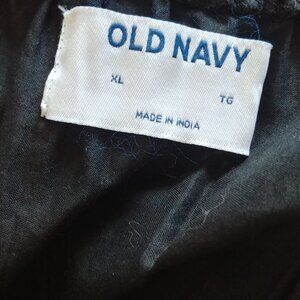 OLD NAVY
XL
TG
MADE IN INDIA